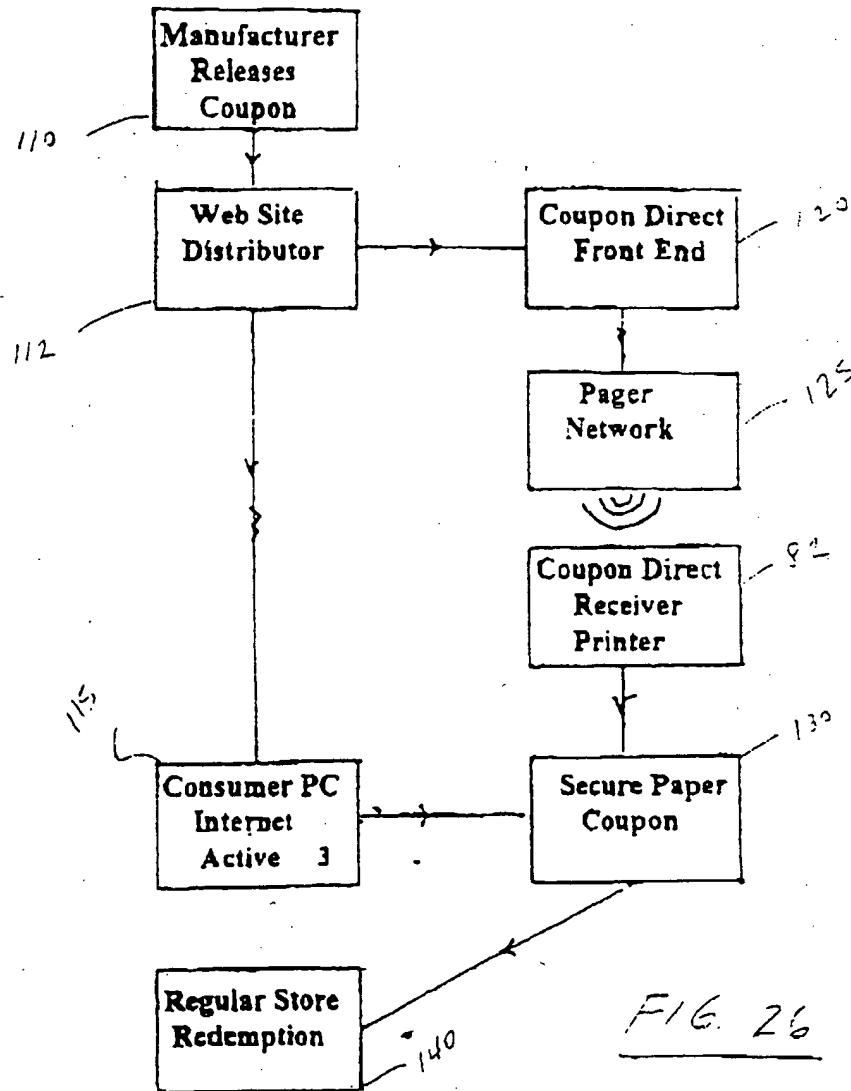 Manufacturer
Releases
Coupon
110
Web Site
Distributor
112
Coupon Direct
Front End
120
Pager
Network
125
Coupon Direct
Receiver
Printer
82
115
Consumer PC
Internet
Active 3
Secure Paper
Coupon
130
Regular Store
Redemption
140
FIG. 26